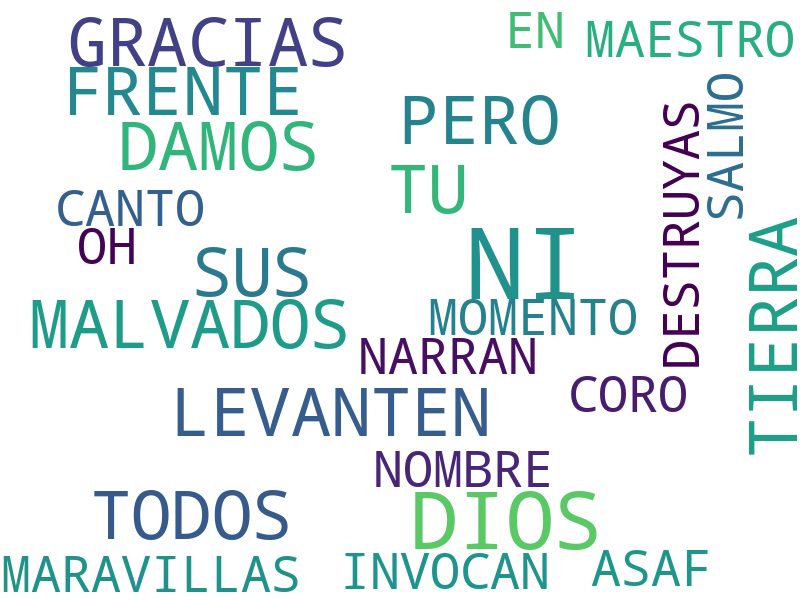 GRACIAS
EN
MAESTRO
FRENTE
PERO
DAMOS
TU
SALMO
DESTRUYAS
CANTO
OH
SUS
NI
TIERRA
MALVADOS
MOMENTO
NARRAN
CORO
LEVANTEN
NOMBRE
TODOS
DIOS
MARAVILLAS
INVOCAN
ASAF